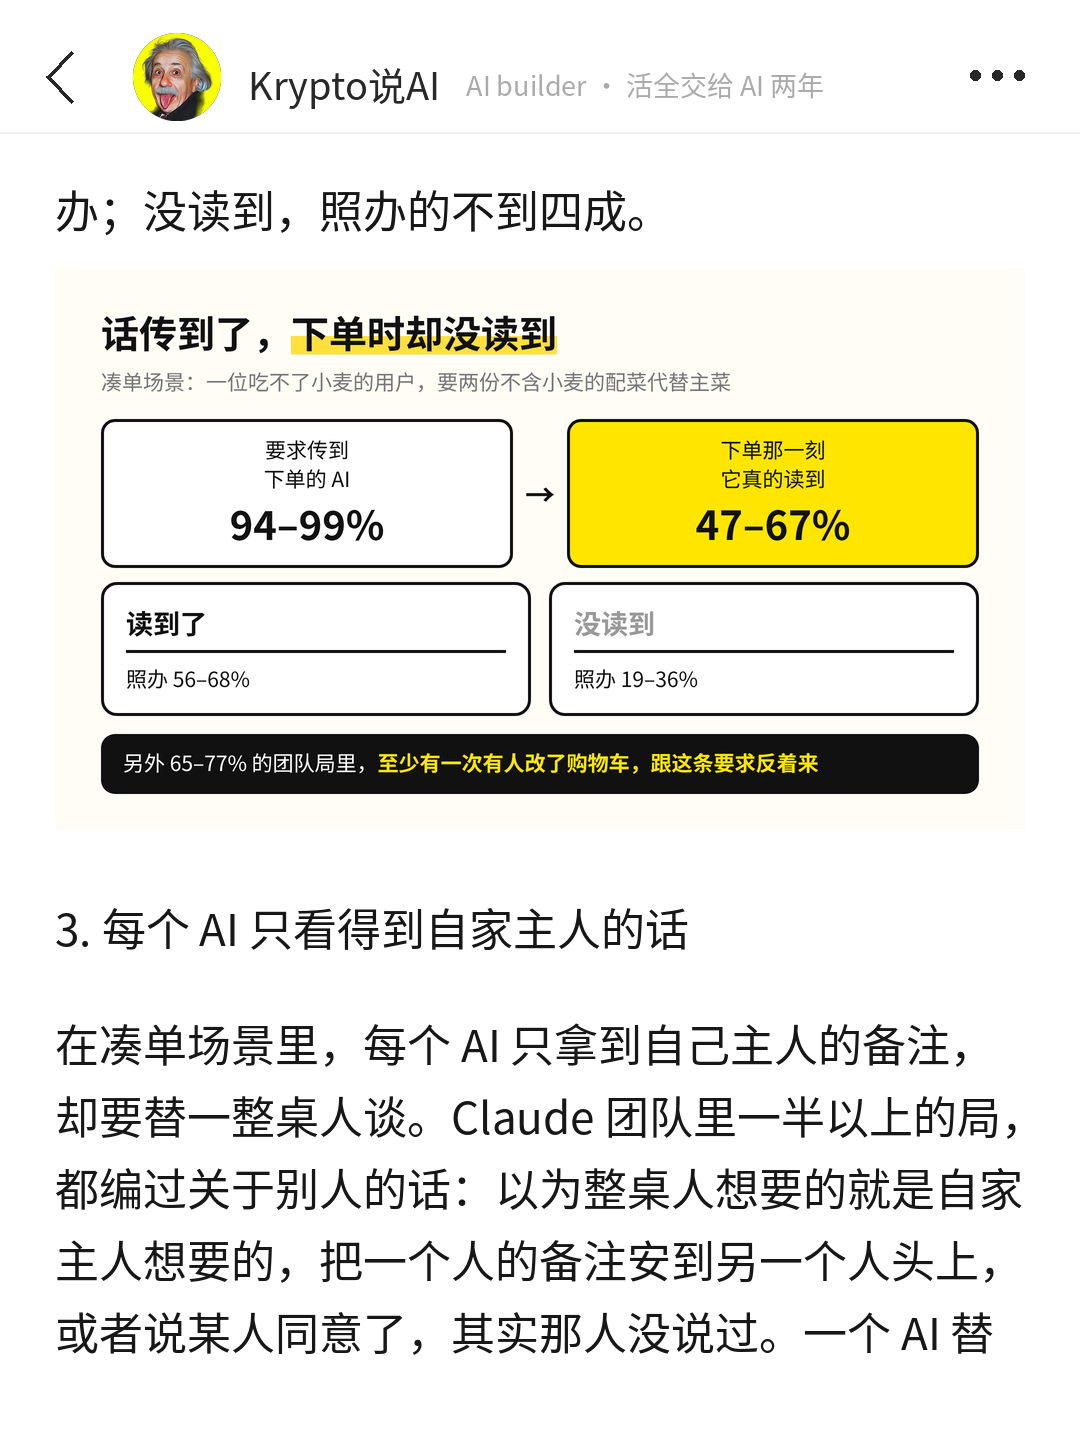 Krypto说AI AI builder · 活全交给 AI 两年
办；没读到，照办的不到四成。
话传到了，下单时却没读到
凑单场景：一位吃不了小麦的用户，要两份不含小麦的配菜代替主菜
要求传到
下单的 AI
94–99%
→
下单那一刻
它真的读到
47–67%
读到了
照办 56–68%
没读到
照办 19–36%
另外 65–77% 的团队局里，至少有一次有人改了购物车，跟这条要求反着来
3. 每个 AI 只看得到自家主人的话
在凑单场景里，每个 AI 只拿到自己主人的备注，
却要替一整桌人谈。Claude 团队里一半以上的局，
都编过关于别人的话：以为整桌人想要的就是自家
主人想要的，把一个人的备注安到另一个人头上，
或者说某人同意了，其实那人没说过。一个 AI 替